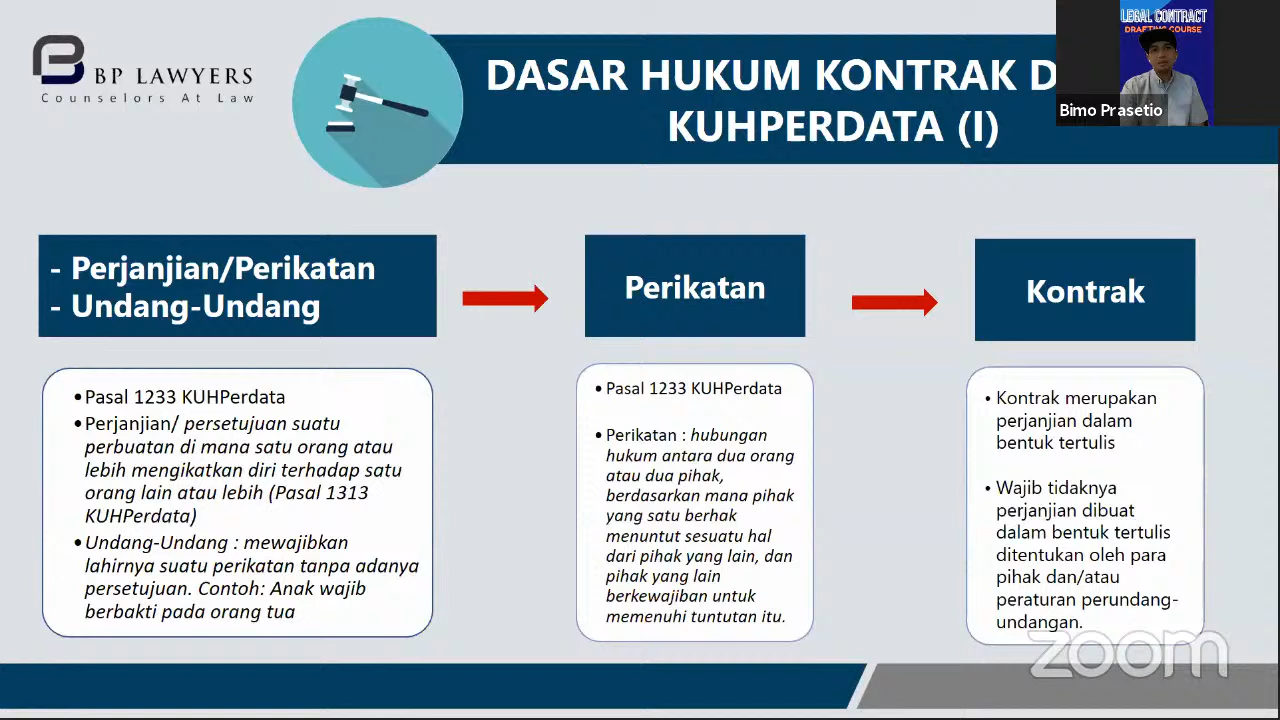 BP LAWYERS
Counselors At Law
DASAR HUKUM KONTRAK D
KUHPERDATA (I)
LEGAL CONTRACT
DRAFTING COURSE
Bimo Prasetio
- Perjanjian/Perikatan
- Undang-Undang
Perikatan
Kontrak
•Pasal 1233 KUHPerdata
•Perjanjian/ persetujuan suatu
perbuatan di mana satu orang atau
lebih mengikatkan diri terhadap satu
orang lain atau lebih (Pasal 1313
KUHPerdata)
•Undang-Undang : mewajibkan
lahirnya suatu perikatan tanpa adanya
persetujuan. Contoh: Anak wajib
berbakti pada orang tua
•Pasal 1233 KUHPerdata
•Perikatan : hubungan
hukum antara dua orang
atau dua pihak,
berdasarkan mana pihak
yang satu berhak
menuntut sesuatu hal
dari pihak yang lain, dan
pihak yang lain
berkewajiban untuk
memenuhi tuntutan itu.
• Kontrak merupakan
perjanjian dalam
bentuk tertulis
• Wajib tidaknya
perjanjian dibuat
dalam bentuk tertulis
ditentukan oleh para
pihak dan/atau
peraturan perundang-
undangan.
zoom